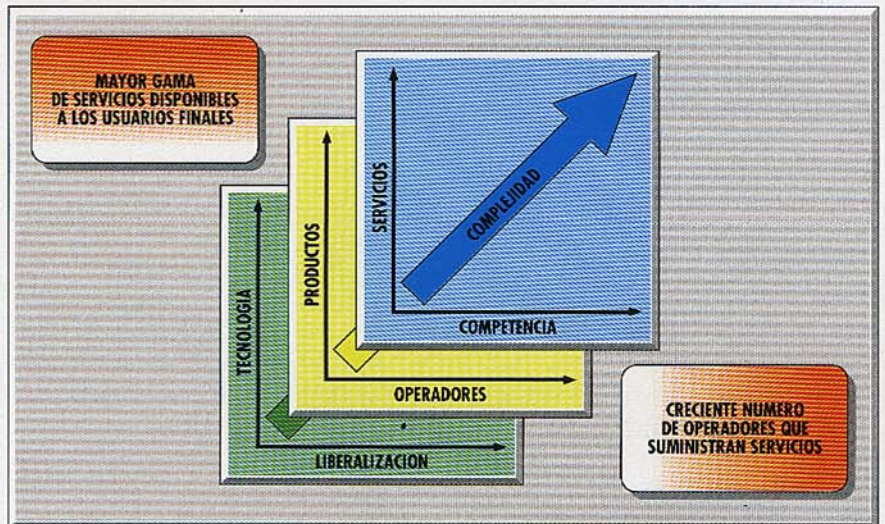 MAYOR GAMA
DE SERVICIOS DISPONIBLES
A LOS USUARIOS FINALES
SERVICIOS
COMPLEJIDAD
COMPETENCIA
PRODUCTOS
OPERADORES
TECNOLOGIA
LIBERALIZACION
CRECIENTE NUMERO
DE OPERADORES QUE
SUMINISTRAN SERVICIOS